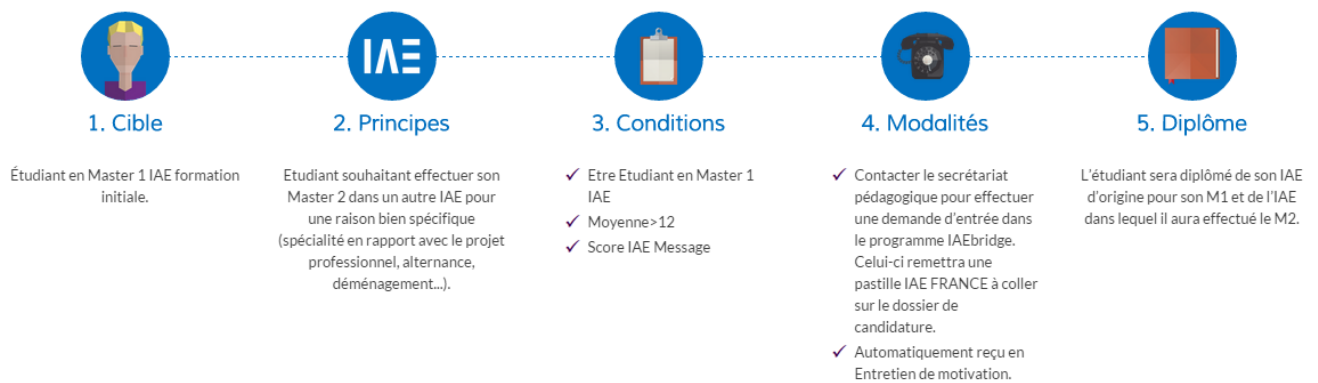 IAE
1. Cible
Étudiant en Master 1 IAE formation
initiale.
2. Principes
Etudiant souhaitant effectuer son
Master 2 dans un autre IAE pour
une raison bien spécifique
(spécialité en rapport avec le projet
professionnel, alternance,
déménagement...).
3. Conditions
✓ Etre Etudiant en Master 1
IAE
✓ Moyenne>12
✓ Score IAE Message
4. Modalités
✓ Contacter le secrétariat
pédagogique pour effectuer
une demande d'entrée dans
le programme IAEbridge.
Celui-ci remettra une
pastille IAE FRANCE à coller
sur le dossier de
candidature.
✓ Automatiquement reçu en
Entretien de motivation.
5. Diplôme
L'étudiant sera diplômé de son IAE
d'origine pour son M1 et de l'IAE
dans lequel il aura effectué le M2.